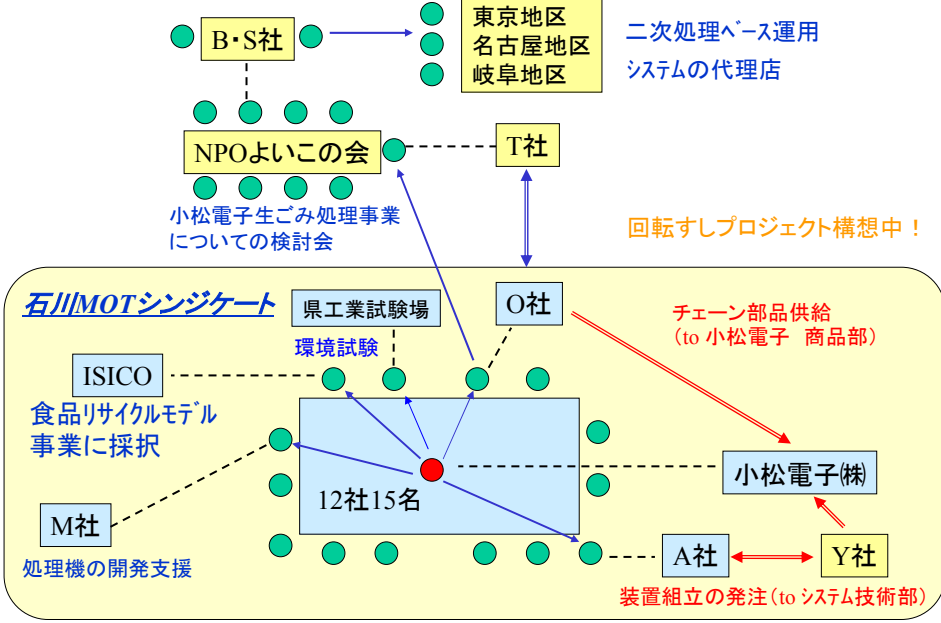 B・S社
東京地区
名古屋地区
岐阜地区
二次処理ベース運用
システムの代理店
NPOよいこの会
T社
小松電子生ごみ処理事業
についての検討会
回転すしプロジェクト構想中！
石川MOTシンジケート
県工業試験場
O社
チェーン部品供給
（to 小松電子　商品部）
環境試験
ISICO
食品リサイクルモデル
事業に採択
12社15名
小松電子㈱
M社
処理機の開発支援
A社
Y社
装置組立の発注（to システム技術部）